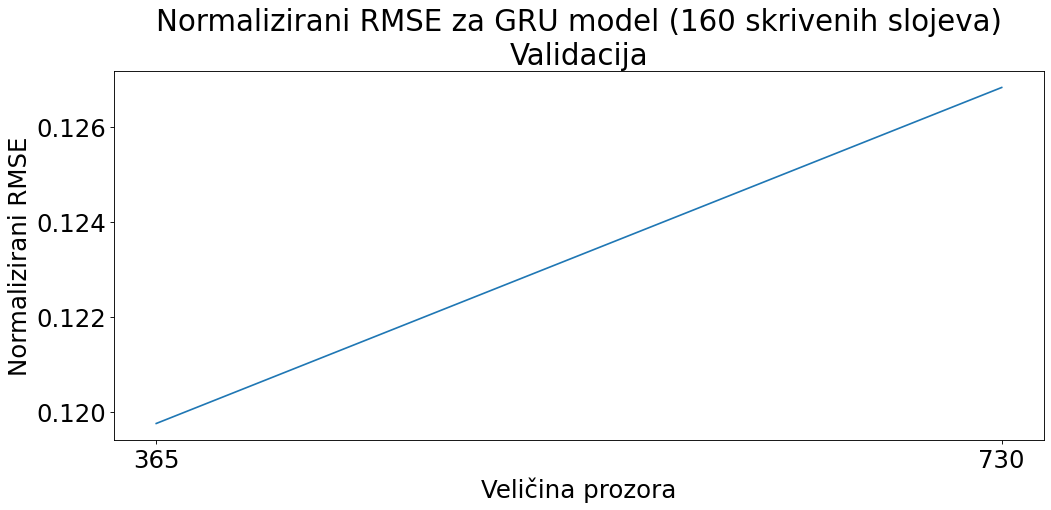 Normalizirani RMSE za GRU model (160 skrivenih slojeva)
Validacija
Normalizirani RMSE
0.126
0.124
0.122
0.120
365
730
Veličina prozora